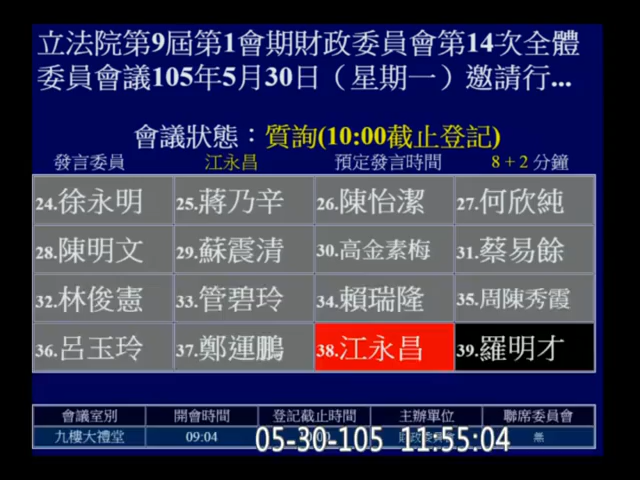 立法院第9屆第1會期財政委員會第14次全體
委員會議105年5月30日（星期一）邀請行...
會議狀態：質詢(10:00截止登記)
發言委員 江永昌 預定發言時間 8 + 2 分鐘
24.徐永明 25.蔣乃辛 26.陳怡潔 27.何欣純
28.陳明文 29.蘇震清 30.高金素梅 31.蔡易餘
32.林俊憲 33.管碧玲 34.賴瑞隆 35.周陳秀霞
36.呂玉玲 37.鄭運鵬 38.江永昌 39.羅明才
會議室別 開會時間 登記截止時間 主辦單位 聯席委員會
九樓大禮堂 09:04 無
05-30-105 11:55:04